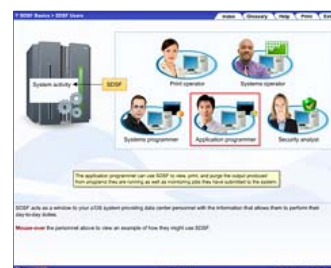 SDSF Basics > SDSF Users
Index Glossary Help Print Exit
System activity
SDSF
Print operator
Systems operator
Systems programmer
Application programmer
Security analyst
The application programmer can use SDSF to view, print, and purge the output produced
from programs they are running as well as monitoring jobs they have submitted to the system.
SDSF acts as a window to your z/OS system providing data center personnel with the information that allows them to perform their
day-to-day duties.
Mouse-over the personnel above to view an example of how they might use SDSF.